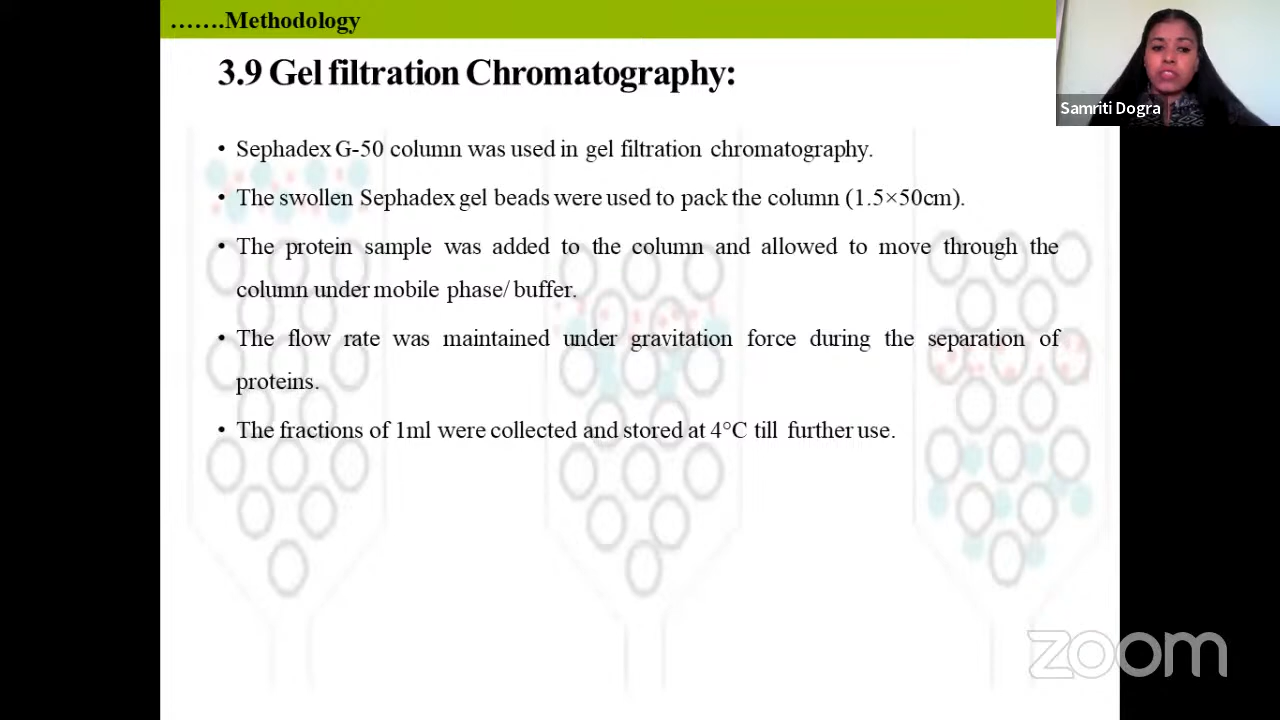 …….Methodology
3.9 Gel filtration Chromatography:
• Sephadex G-50 column was used in gel filtration chromatography.
• The swollen Sephadex gel beads were used to pack the column (1.5×50cm).
• The protein sample was added to the column and allowed to move through the
column under mobile phase/ buffer.
• The flow rate was maintained under gravitation force during the separation of
proteins.
• The fractions of 1ml were collected and stored at 4°C till further use.
Samriti Dogra
zoom